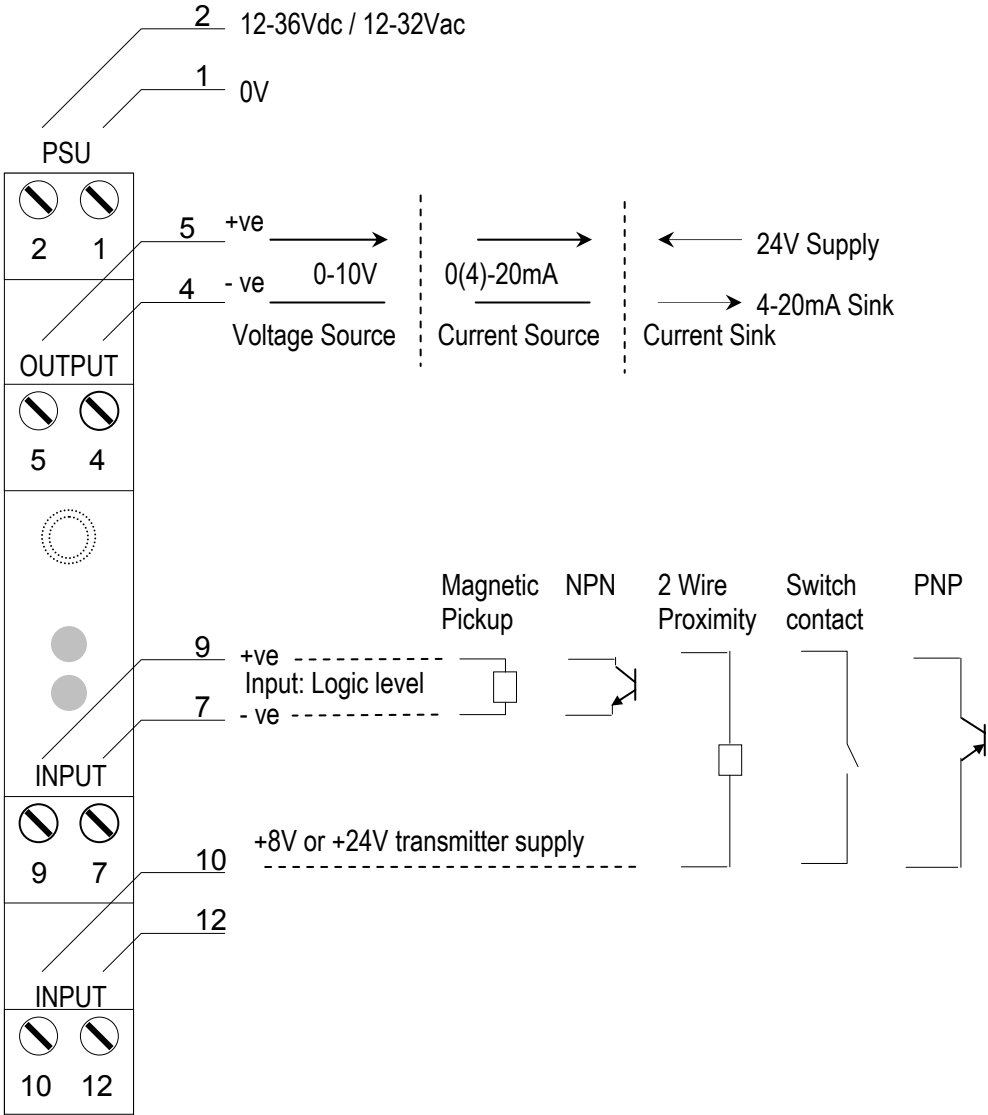 2 12-36Vdc / 12-32Vac
1 0V
PSU
2 1
5 +ve
24V Supply
4 - ve 0-10V 0(4)-20mA
4-20mA Sink
Voltage Source Current Source Current Sink
OUTPUT
5 4
Magnetic Pickup
NPN
2 Wire Proximity
Switch contact
PNP
9 +ve
Input: Logic level
7 - ve
INPUT
9 7
+8V or +24V transmitter supply
10
12
INPUT
10 12